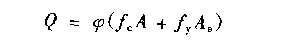 Q = φ(f_c A + f_y A_s)